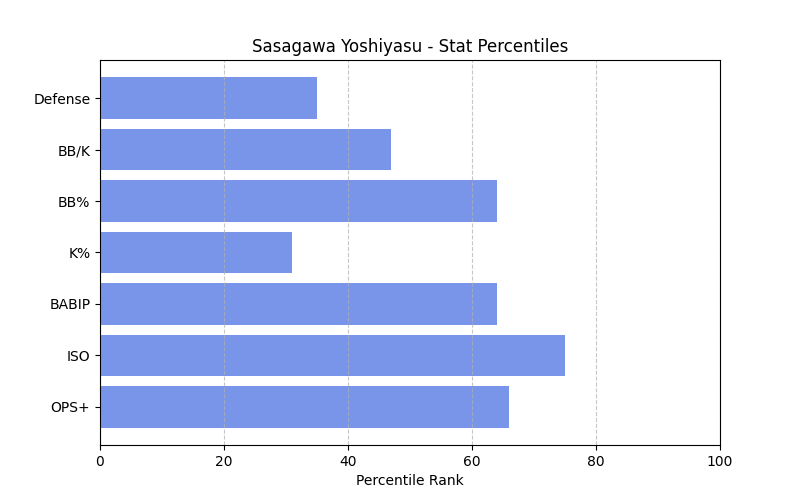 Sasagawa Yoshiyasu - Stat Percentiles
Defense
BB/K
BB%
K%
BABIP
ISO
OPS+
0 20 40 60 80 100
Percentile Rank